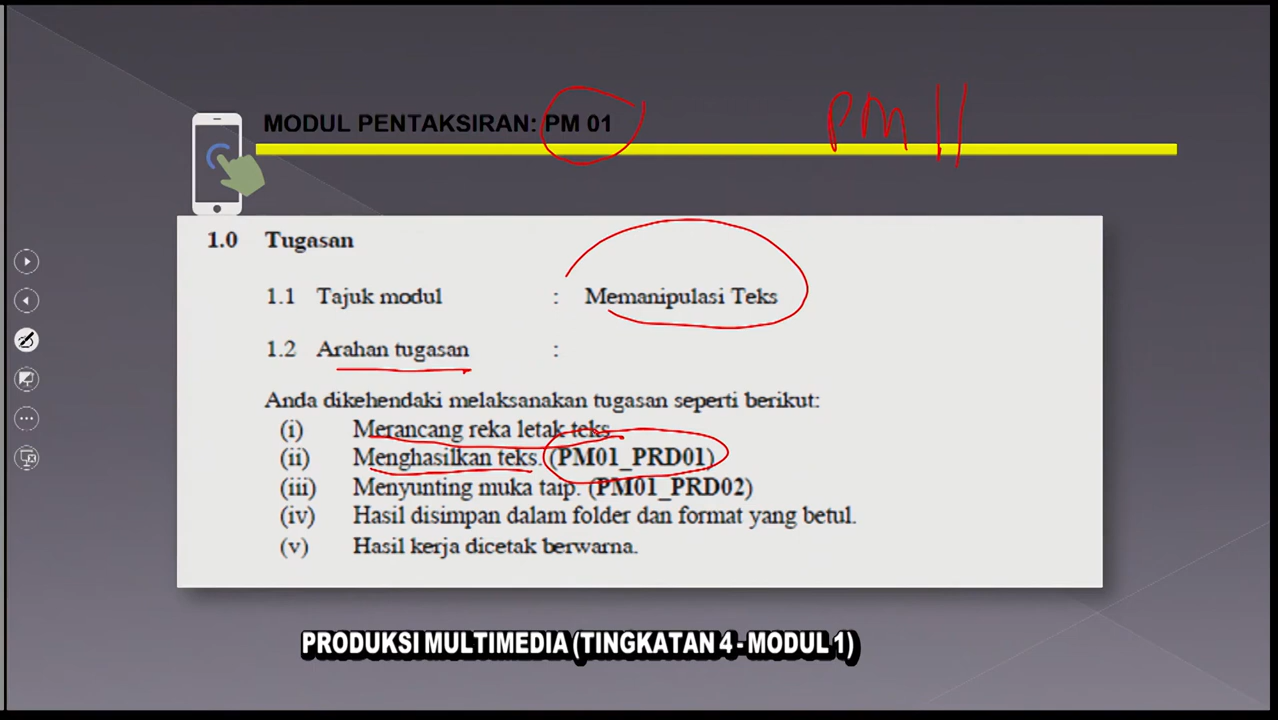 MODUL PENTAKSIRAN: PM 01
PM 11
1.0 Tugasan
1.1 Tajuk modul : Memanipulasi Teks
1.2 Arahan tugasan :
Anda dikehendaki melaksanakan tugasan seperti berikut:
(i) Merancang reka letak teks.
(ii) Menghasilkan teks. (PM01_PRD01)
(iii) Menyunting muka taip. (PM01_PRD02)
(iv) Hasil disimpan dalam folder dan format yang betul.
(v) Hasil kerja dicetak berwarna.
PRODUKSI MULTIMEDIA (TINGKATAN 4 - MODUL 1)